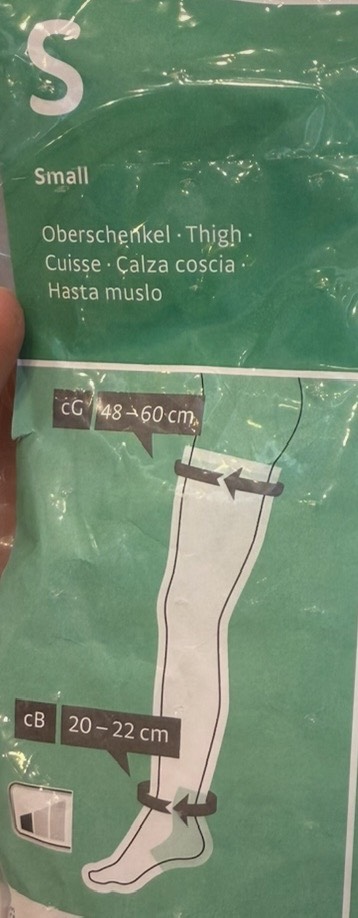 S
Small
Oberschenkel · Thigh ·
Cuisse · Calza coscia ·
Hasta muslo
cG 48→60 cm
cB 20–22 cm